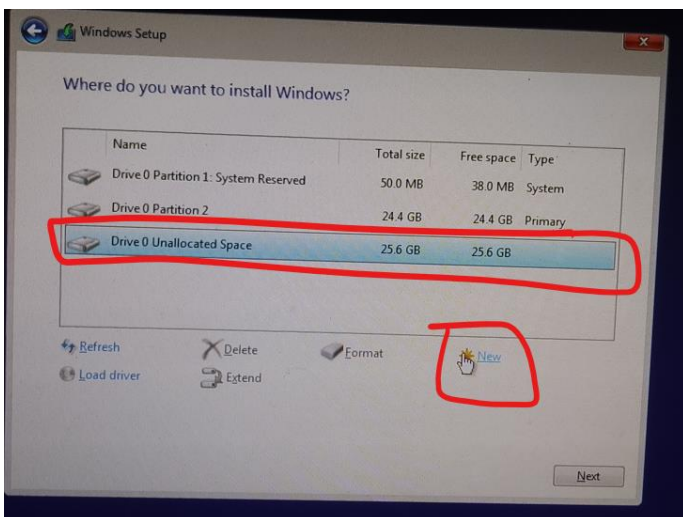 Windows Setup
Where do you want to install Windows?
Name Total size Free space Type
Drive 0 Partition 1: System Reserved 50.0 MB 38.0 MB System
Drive 0 Partition 2 24.4 GB 24.4 GB Primary
Drive 0 Unallocated Space 25.6 GB 25.6 GB
Refresh Delete Format New
Load driver Extend
Next